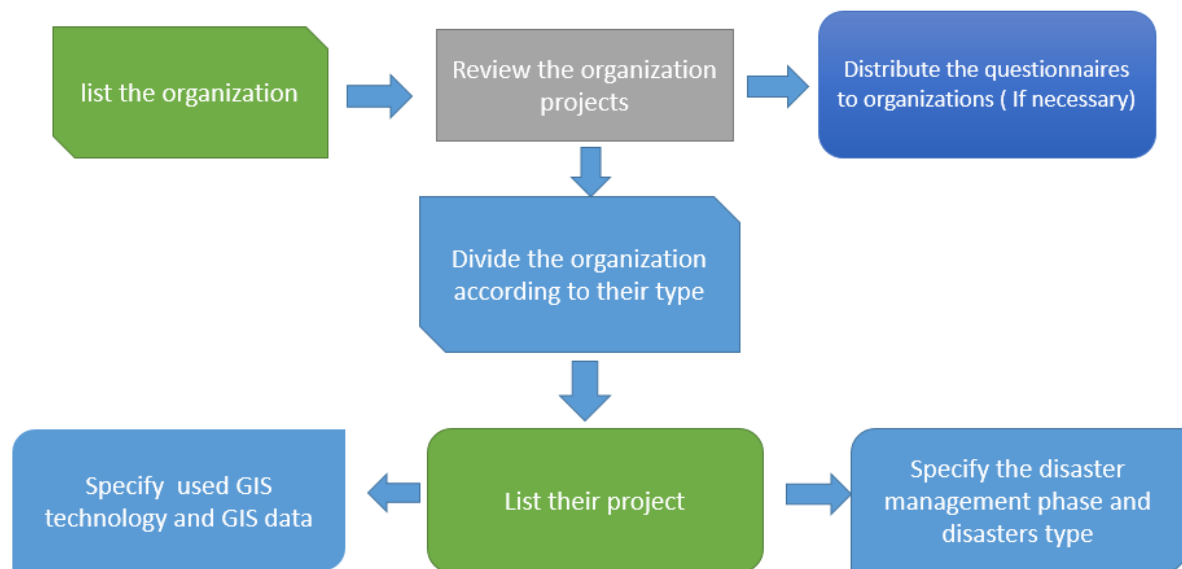 list the organization
Review the organization
projects
Distribute the questionnaires
to organizations ( If necessary)
Divide the organization
according to their type
Specify  used GIS
technology and GIS data
List their project
Specify the disaster
management phase and
disasters type